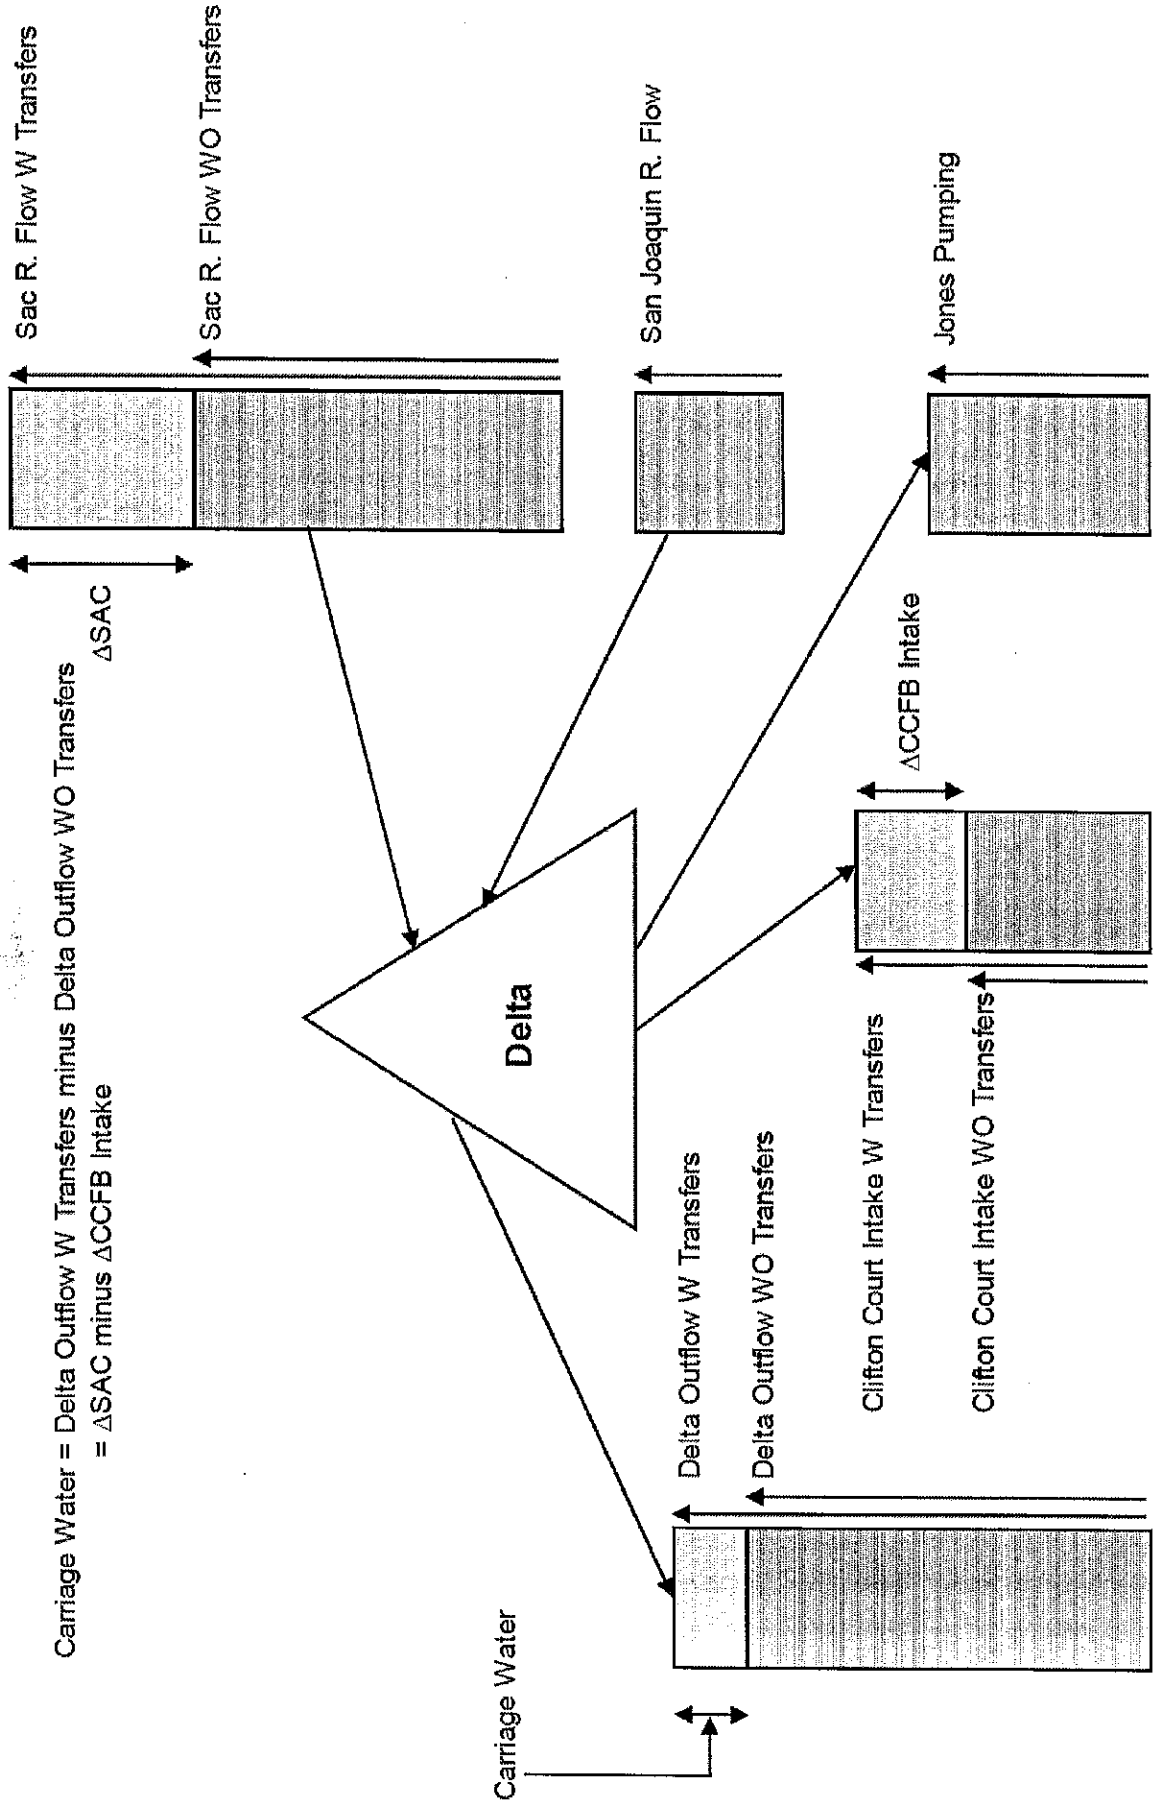 Carriage Water = Delta Outflow W Transfers minus Delta Outflow WO Transfers
= ΔSAC minus ΔCCFB Intake
ΔSAC
Sac R. Flow W Transfers
Sac R. Flow WO Transfers
San Joaquin R. Flow
Delta
Carriage Water
Delta Outflow W Transfers
Delta Outflow WO Transfers
ΔCCFB Intake
Jones Pumping
Clifton Court Intake W Transfers
Clifton Court Intake WO Transfers